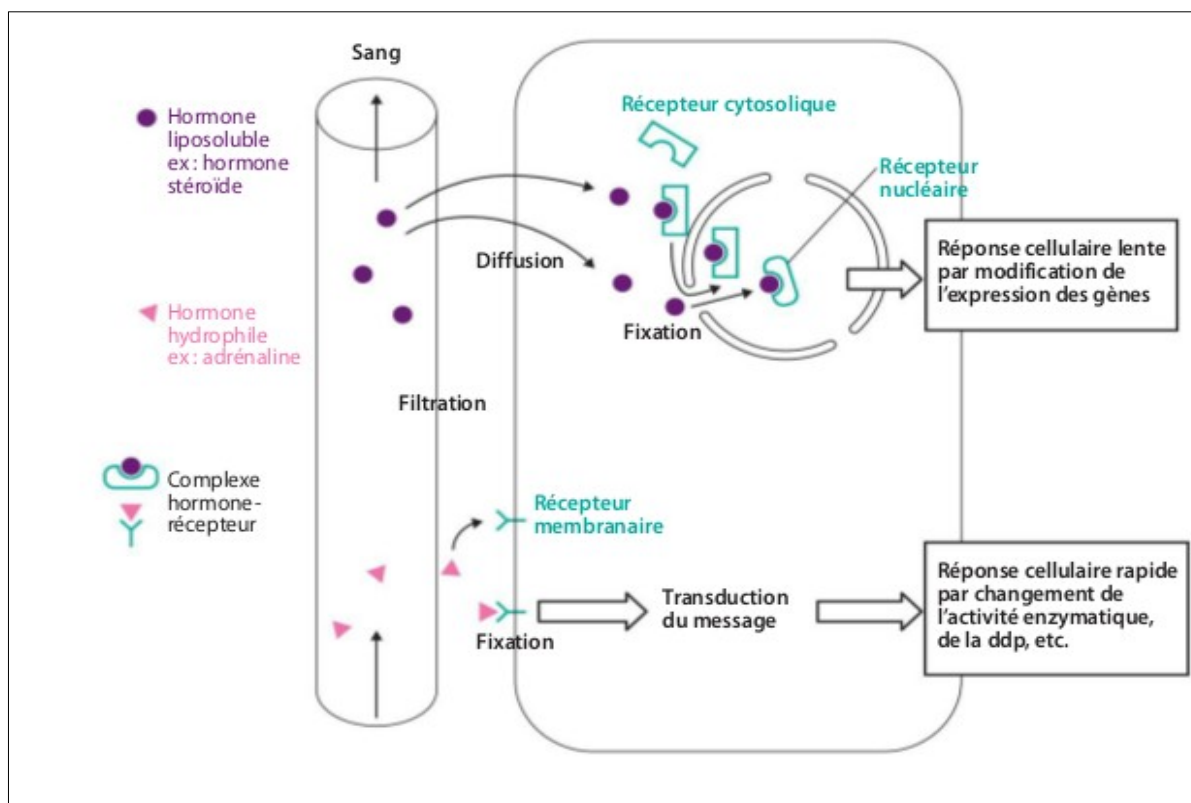 Sang
Hormone
liposoluble
ex : hormone
stéroïde
Hormone
hydrophile
ex : adrénaline
Complexe
hormone-
récepteur
Diffusion
Filtration
Récepteur cytosolique
Récepteur
nucléaire
Fixation
Réponse cellulaire lente
par modification de
l'expression des gènes
Récepteur
membranaire
Fixation
Transduction
du message
Réponse cellulaire rapide
par changement de
l'activité enzymatique,
de la ddp, etc.